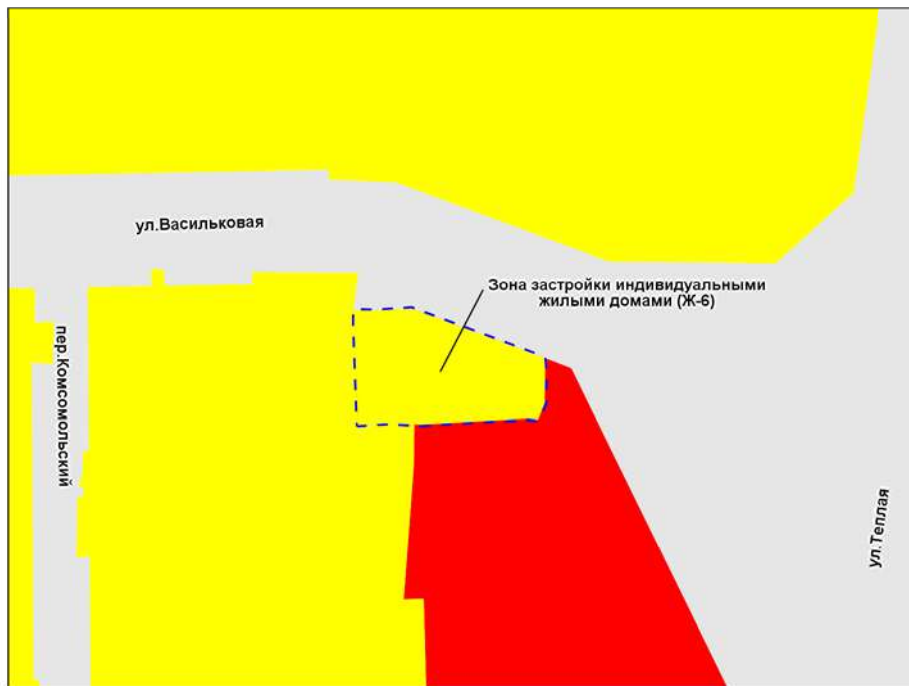 ул.Васильковая
Зона застройки индивидуальными
жилыми домами (Ж-6)
пер.Комсомольский
ул.Теплая